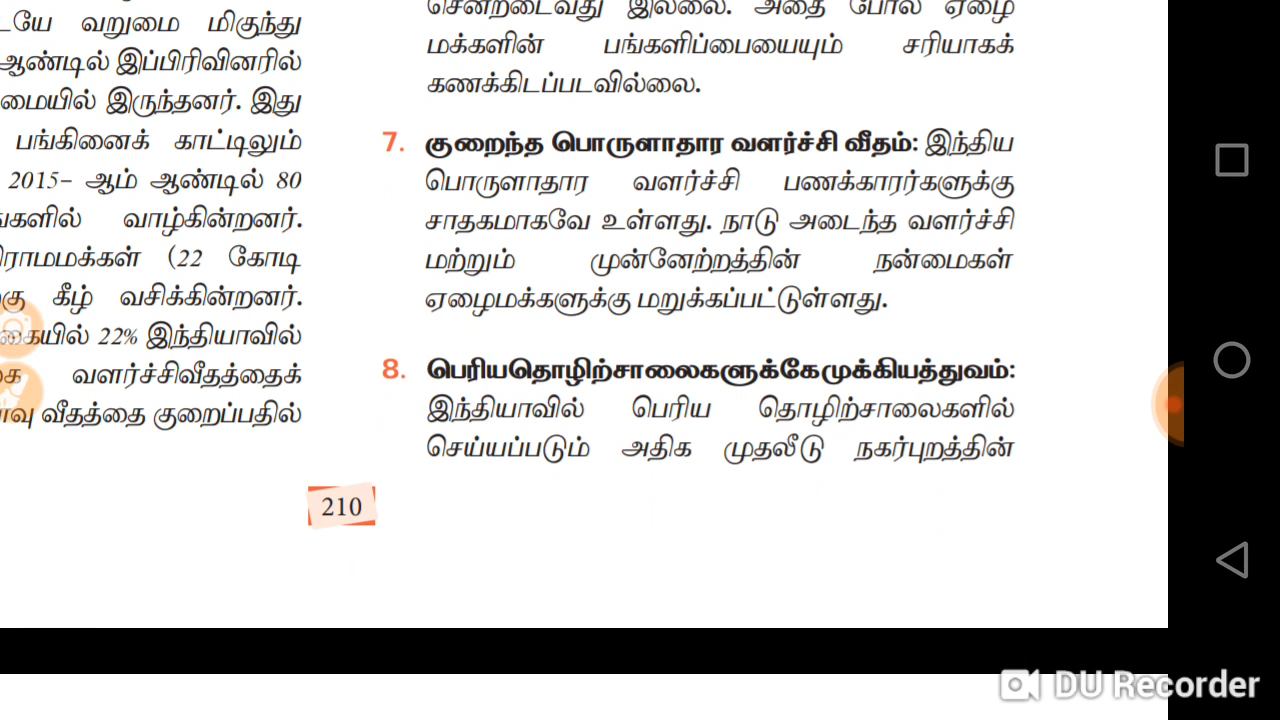 டயே வறுமை மிகுந்து
ஆண்டில் இப்பிரிவினரில்
மையில் இருந்தனர். இது
பங்கினைக் காட்டிலும்
2015– ஆம் ஆண்டில் 80
ங்களில் வாழ்கின்றனர்.
ிராமமக்கள் (22 கோடி
கு கீழ் வசிக்கின்றனர்.
கையில் 22% இந்தியாவில்
வளர்ச்சிவீதத்தைக்
ாவு வீதத்தை குறைப்பதில்
சென்றடைவது இல்லை. அதை போல ஏழை
மக்களின் பங்களிப்பையையும் சரியாகக்
கணக்கிடப்படவில்லை.
7. குறைந்த பொருளாதார வளர்ச்சி வீதம்: இந்திய
பொருளாதார வளர்ச்சி பணக்காரர்களுக்கு
சாதகமாகவே உள்ளது. நாடு அடைந்த வளர்ச்சி
மற்றும் முன்னேற்றத்தின் நன்மைகள்
ஏழைமக்களுக்கு மறுக்கப்பட்டுள்ளது.
8. பெரியதொழிற்சாலைகளுக்கேமுக்கியத்துவம்:
இந்தியாவில் பெரிய தொழிற்சாலைகளில்
செய்யப்படும் அதிக முதலீடு நகர்புறத்தின்
210
DU Recorder